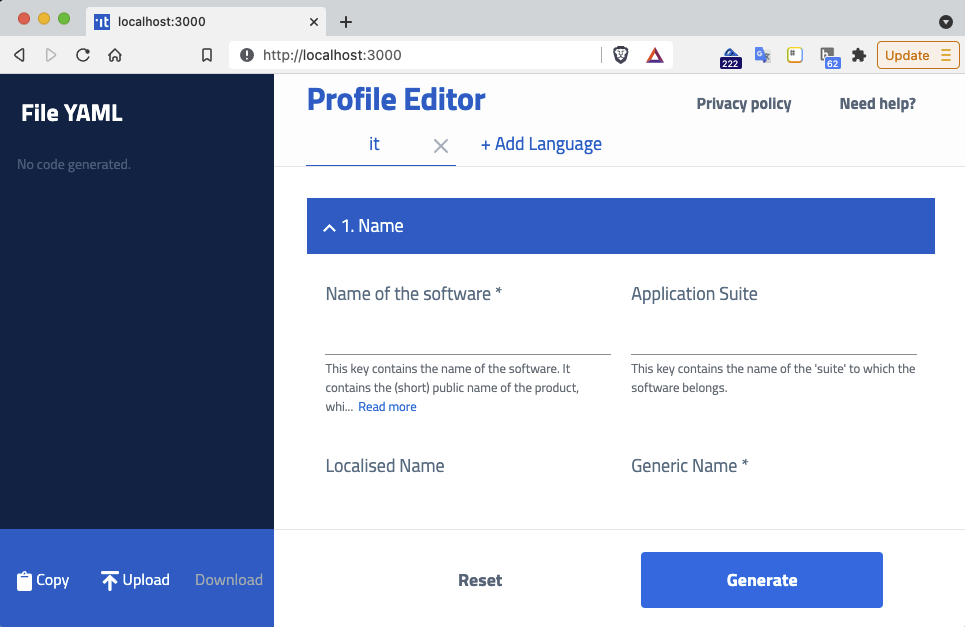 localhost:3000
http://localhost:3000
222
62
Update
File YAML
No code generated.
Profile Editor
Privacy policy
Need help?
it
+ Add Language
1. Name
Name of the software *
Application Suite
This key contains the name of the software. It
contains the (short) public name of the product,
whi... Read more
This key contains the name of the 'suite' to which the
software belongs.
Localised Name
Generic Name *
Copy
Upload
Download
Reset
Generate